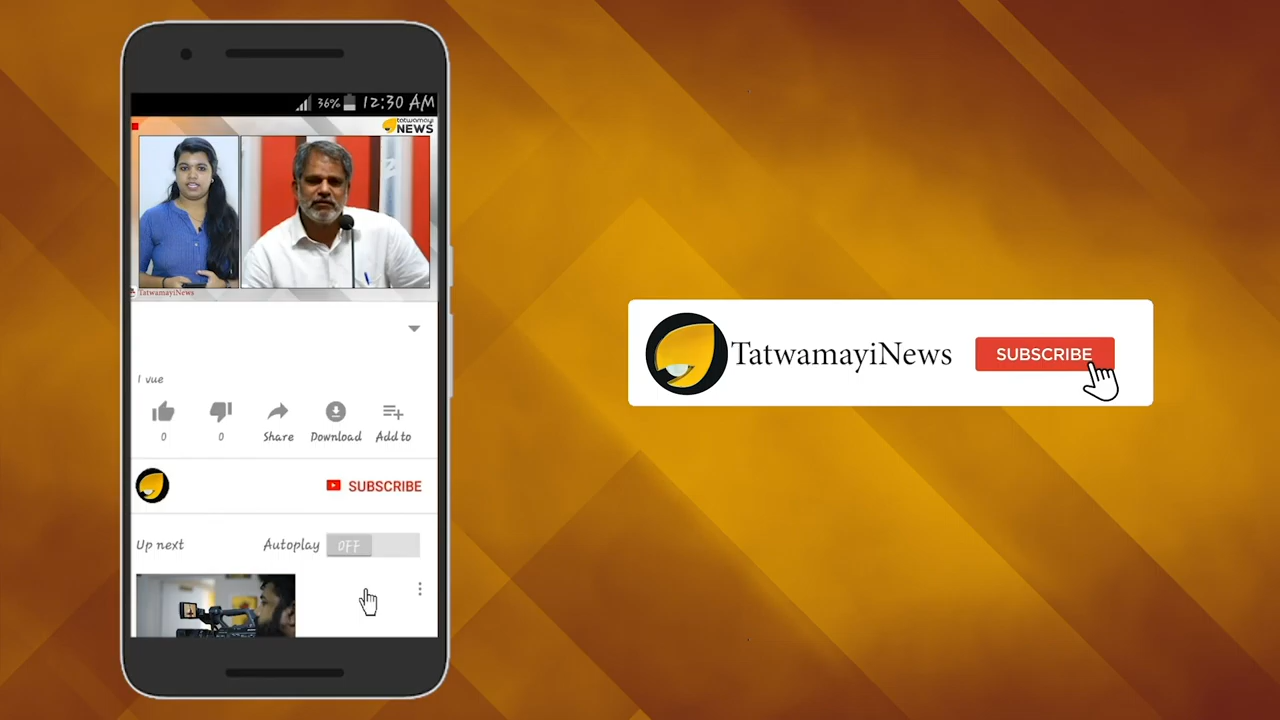 36% 12:30 AM
tatwamayi
NEWS
TatwamayiNews
1 vue
0
0
Share
Download
Add to
SUBSCRIBE
Up next
Autoplay
OFF
TatwamayiNews
SUBSCRIBE